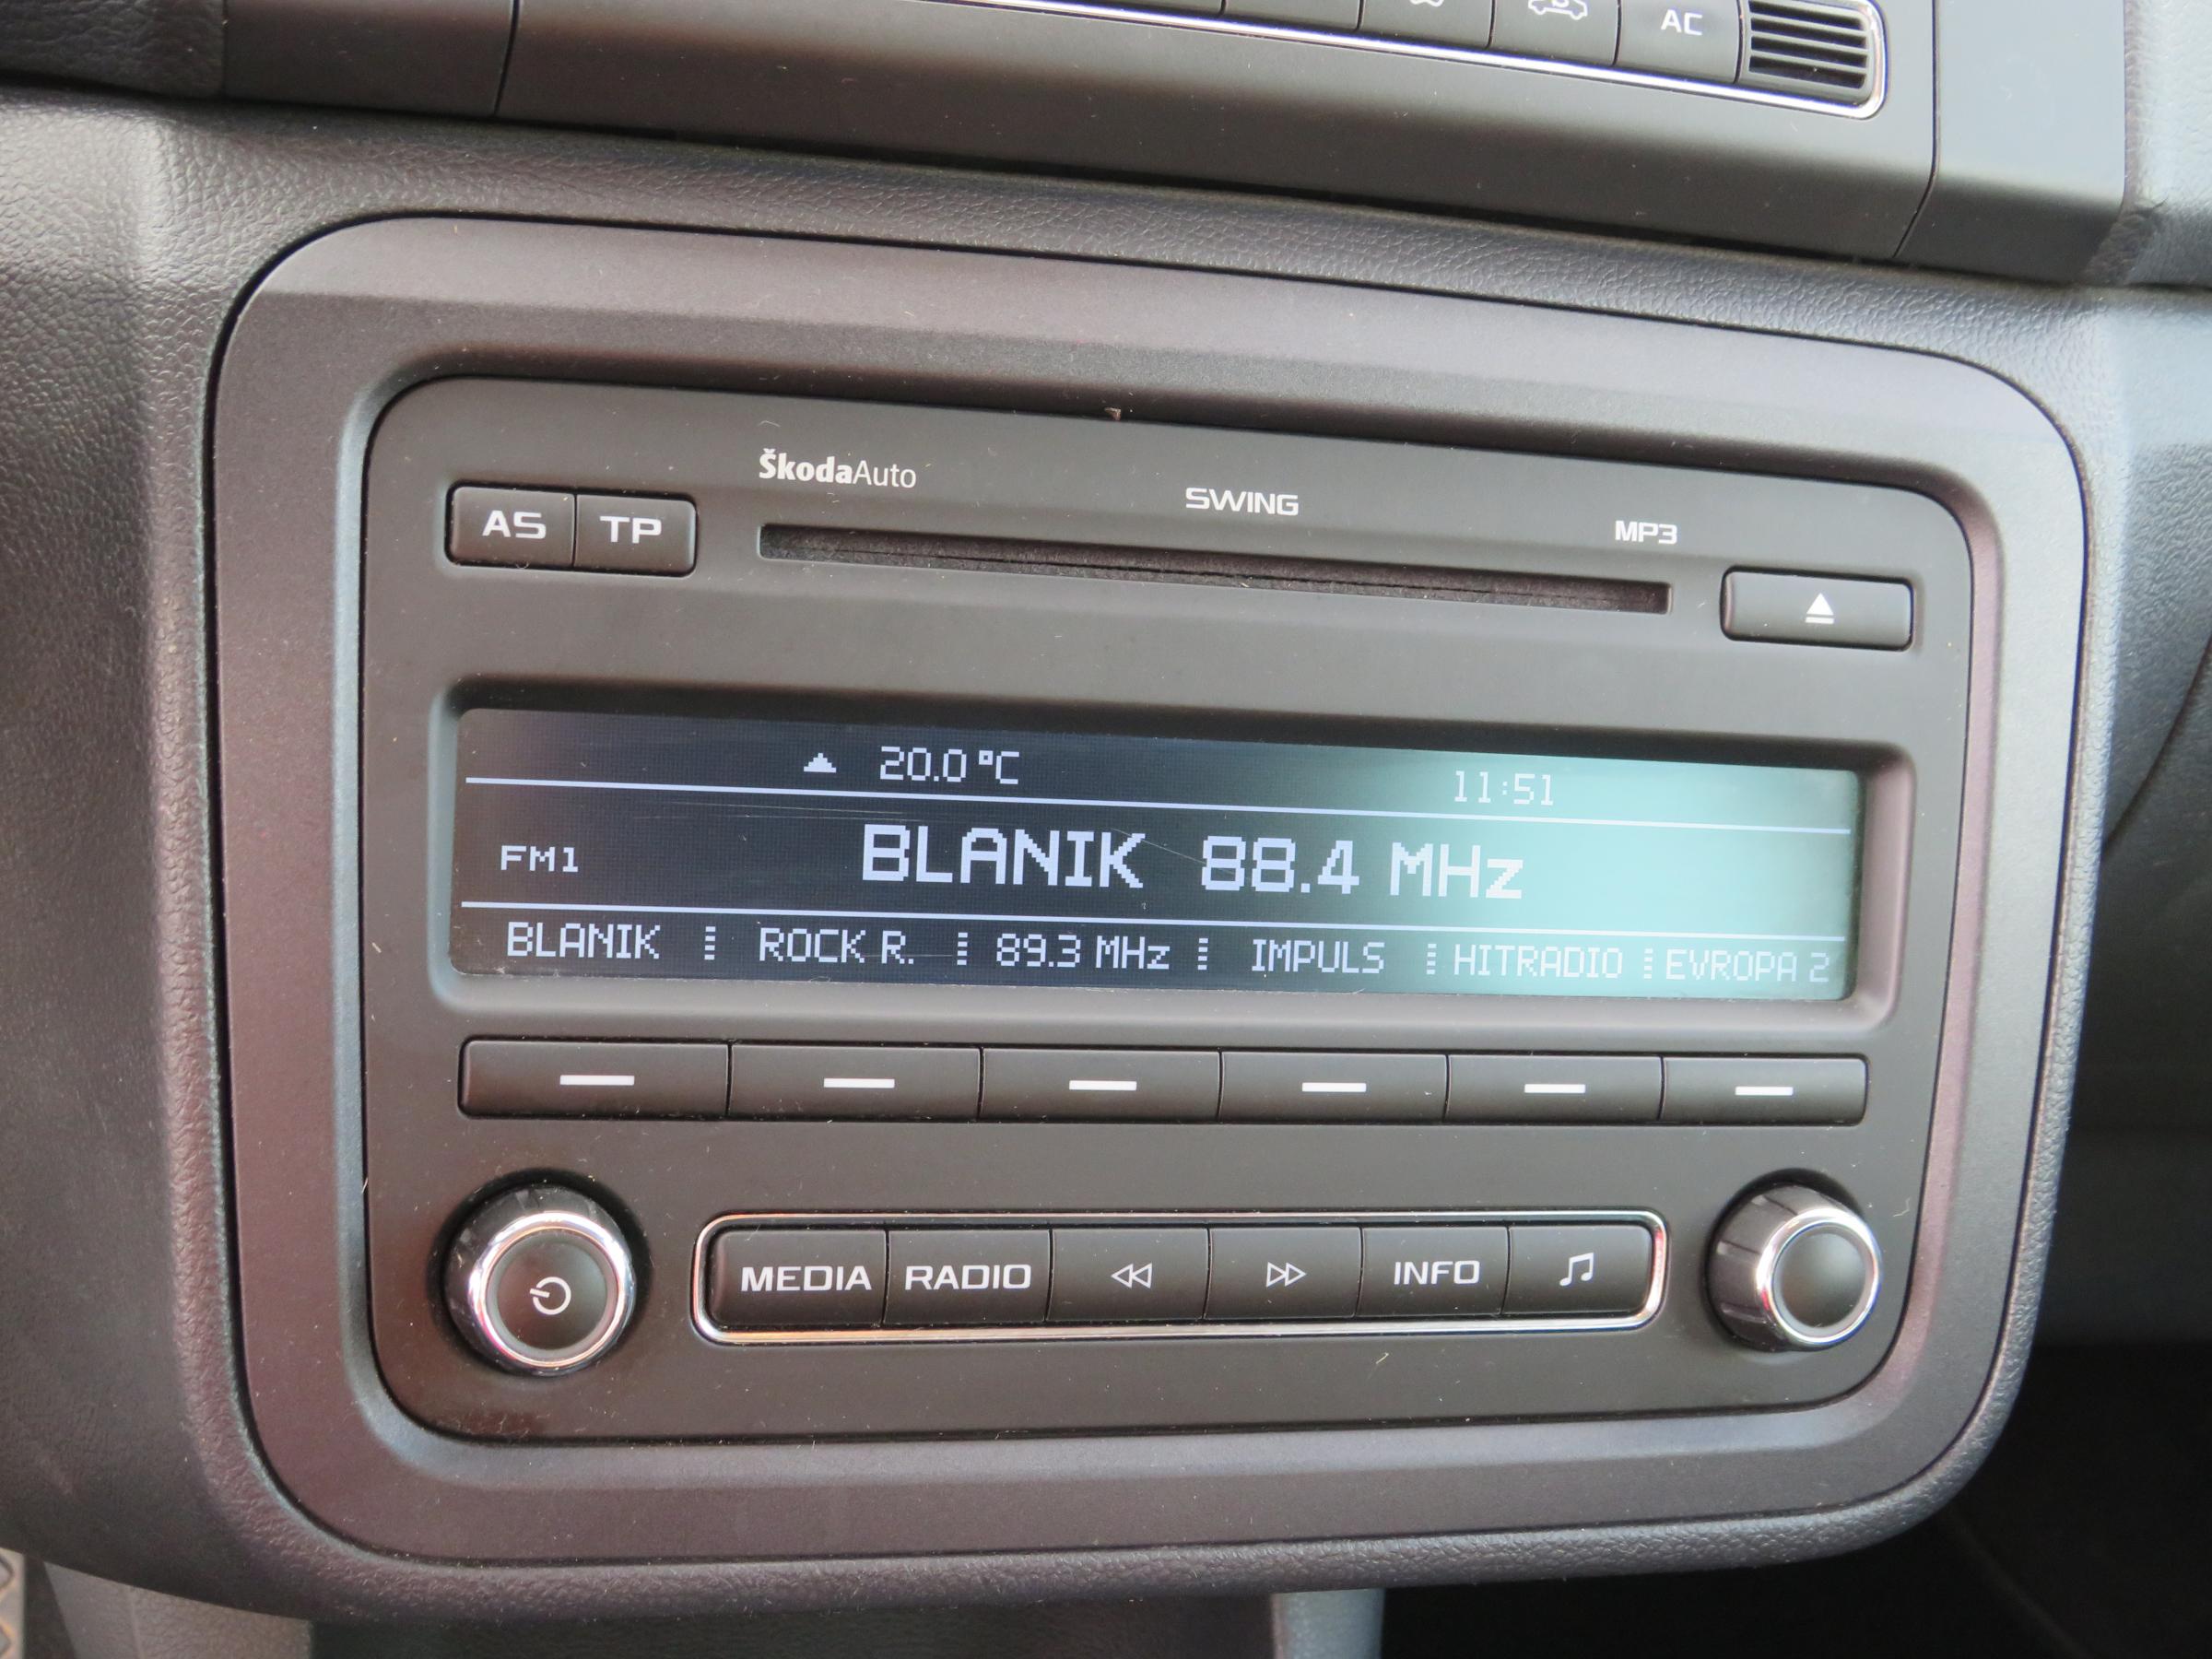 AC
ŠkodaAuto
SWING
MP3
AS TP
20.0 °C 11:51
FM1 BLANIK 88.4 MHz
BLANIK ROCK R. 89.3 MHz IMPULS HITRADIO EVROPA 2
MEDIA RADIO INFO